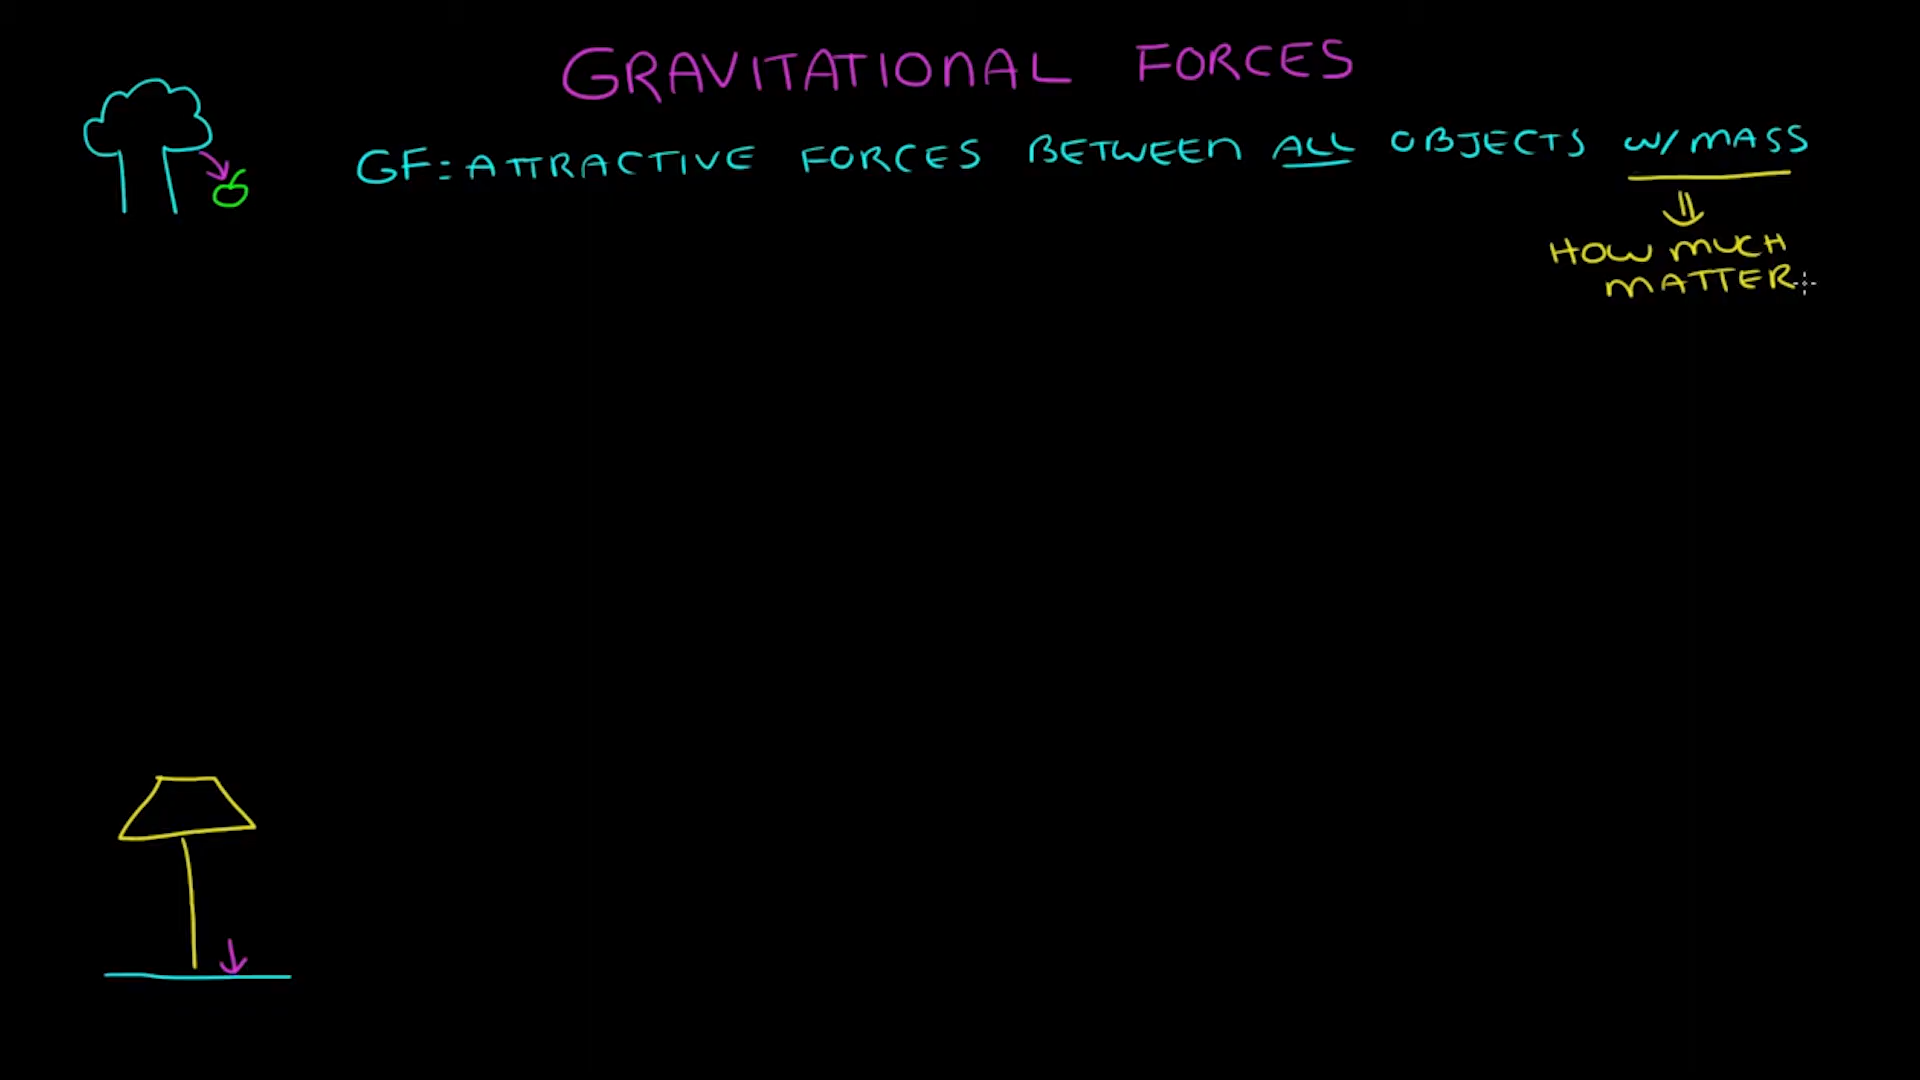 GRAVITATIONAL FORCES
GF: ATTRACTIVE FORCES BETWEEN ALL OBJECTS W/ MASS
HOW MUCH
MATTER